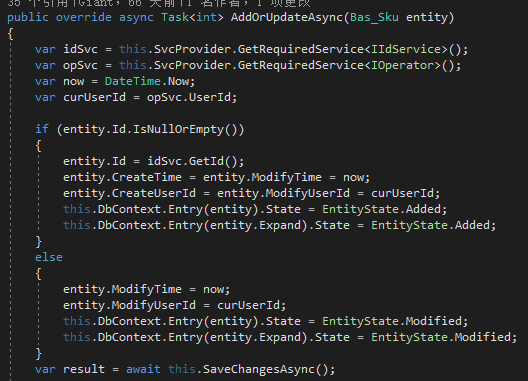 35 个引用|Giant，66 天前|1 名作者，1 项更改
public override async Task<int> AddOrUpdateAsync(Bas_Sku entity)
{
    var idSvc = this.SvcProvider.GetRequiredService<IIdService>();
    var opSvc = this.SvcProvider.GetRequiredService<IOperator>();
    var now = DateTime.Now;
    var curUserId = opSvc.UserId;

    if (entity.Id.IsNullOrEmpty())
    {
        entity.Id = idSvc.GetId();
        entity.CreateTime = entity.ModifyTime = now;
        entity.CreateUserId = entity.ModifyUserId = curUserId;
        this.DbContext.Entry(entity).State = EntityState.Added;
        this.DbContext.Entry(entity.Expand).State = EntityState.Added;
    }
    else
    {
        entity.ModifyTime = now;
        entity.ModifyUserId = curUserId;
        this.DbContext.Entry(entity).State = EntityState.Modified;
        this.DbContext.Entry(entity.Expand).State = EntityState.Modified;
    }
    var result = await this.SaveChangesAsync();